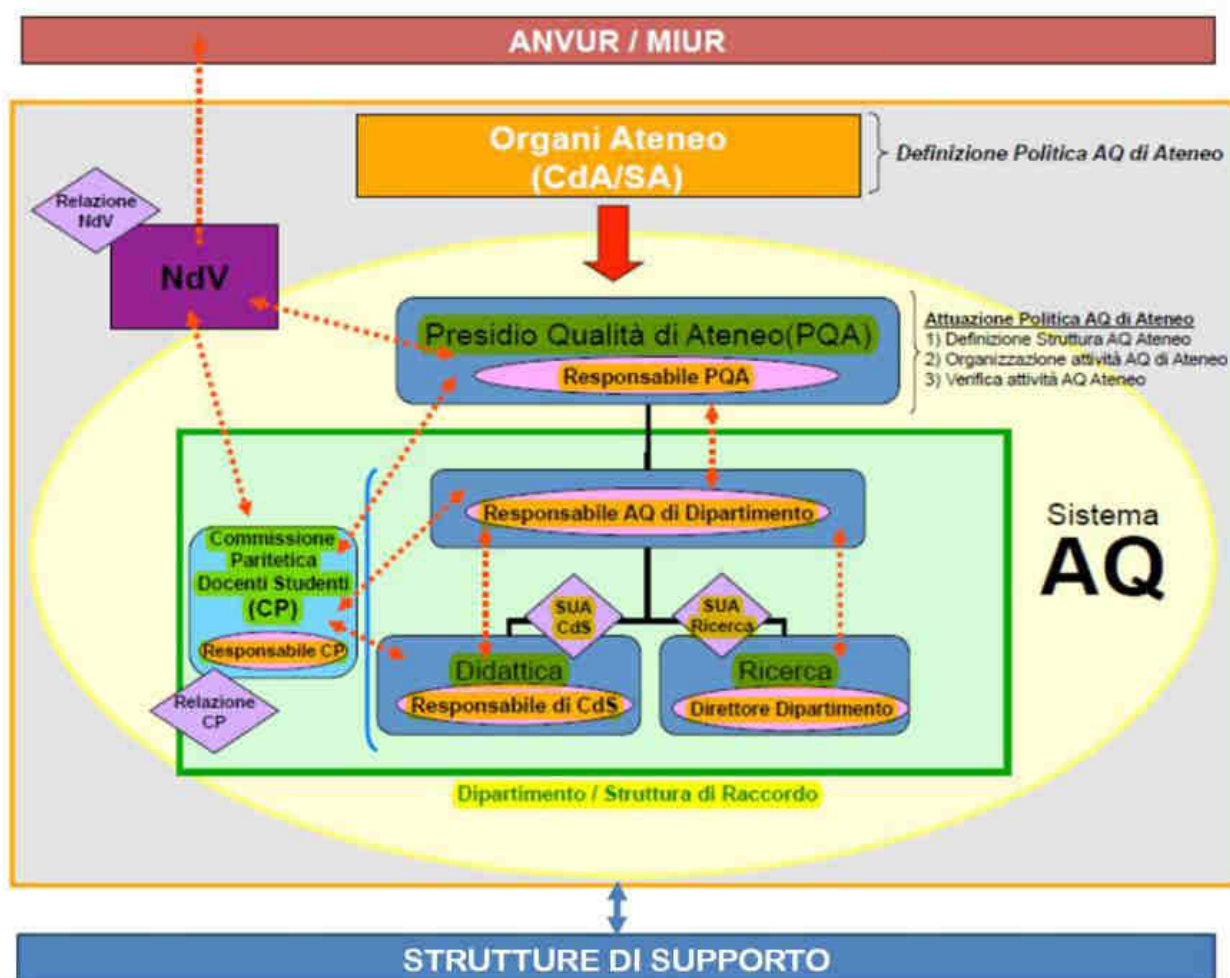 ANVUR / MIUR
Organi Ateneo
(CdA/SA)
Definizione Politica AQ di Ateneo
Relazione
NdV
NdV
Presidio Qualità di Ateneo(PQA)
Responsabile PQA
Attuazione Politica AQ di Ateneo
1) Definizione Struttura AQ Ateneo
2) Organizzazione attività AQ di Ateneo
3) Verifica attività AQ Ateneo
Responsabile AQ di Dipartimento
Sistema
AQ
Commissione
Paritetica
Docenti Studenti
(CP)
Responsabile CP
Relazione
CP
SUA
CdS
SUA
Ricerca
Didattica
Responsabile di CdS
Ricerca
Direttore Dipartimento
Dipartimento / Struttura di Raccordo
STRUTTURE DI SUPPORTO